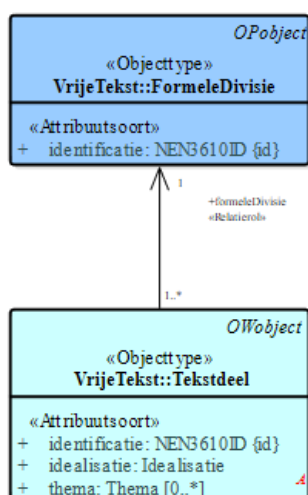 OPobject
«Objecttype»
VrijeTekst::FormeleDivisie
«Attribuutsoort»
+ identificatie: NEN3610ID {id}
1
+formeleDivisie
«Relatierol»
1..*
OWobject
«Objecttype»
VrijeTekst::Tekstdeel
«Attribuutsoort»
+ identificatie: NEN3610ID {id}
+ idealisatie: Idealisatie
+ thema: Thema [0..*]
A